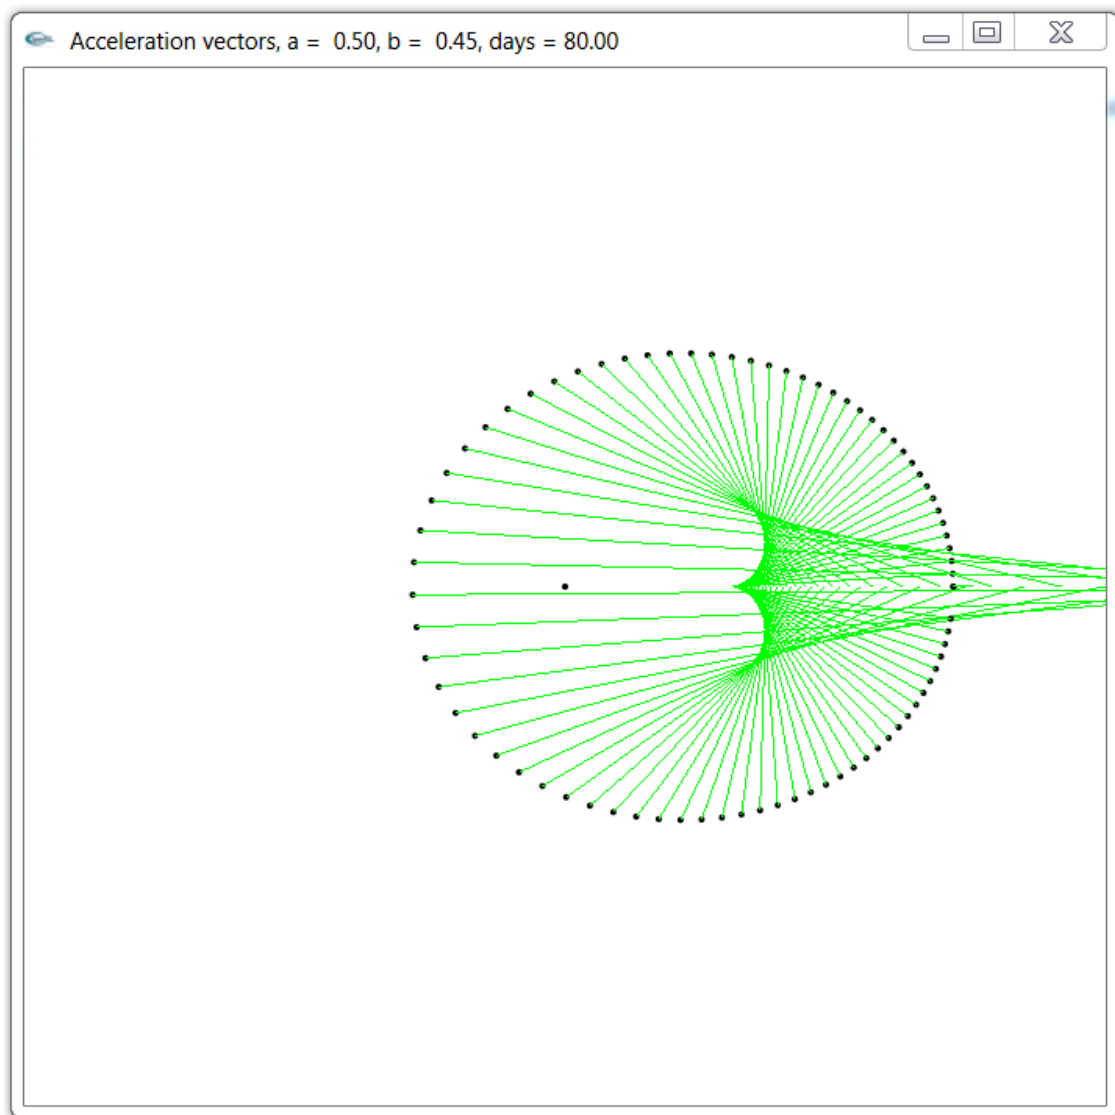 Acceleration vectors, a =  0.50, b =  0.45, days = 80.00